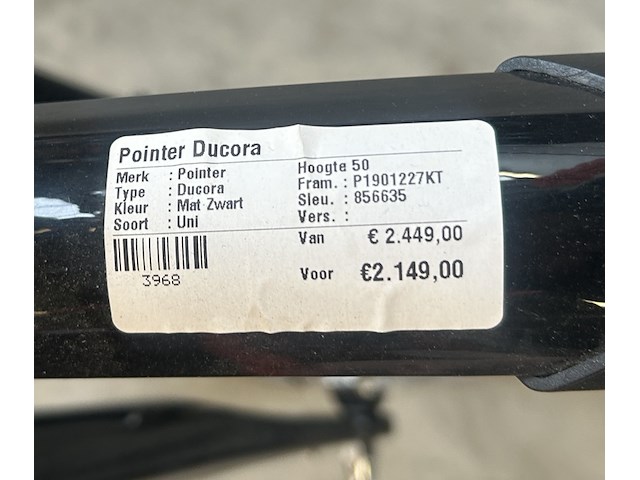 Pointer Ducora
Merk : Pointer
Type : Ducora
Kleur : Mat Zwart
Soort : Uni
Hoogte 50
Fram. : P1901227KT
Sleu. : 856635
Vers. :
Van € 2.449,00
Voor €2.149,00
3968